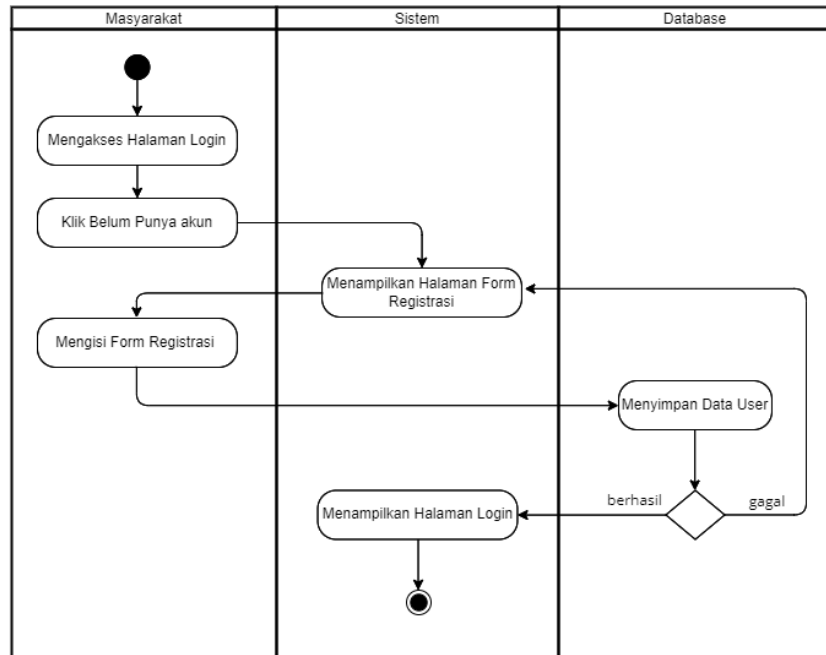 Masyarakat
Sistem
Database
Mengakses Halaman Login
Klik Belum Punya akun
Menampilkan Halaman Form
Registrasi
Mengisi Form Registrasi
Menyimpan Data User
berhasil
gagal
Menampilkan Halaman Login